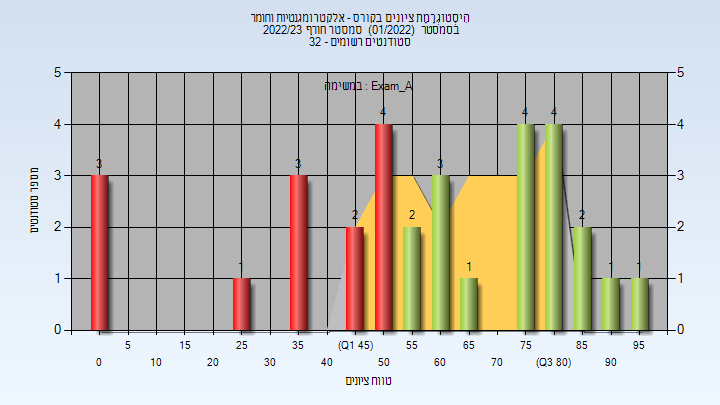 היסטוגרמת ציונים בקורס - אלקטרומגנטיות וחומר
בסמסטר (01/2022) סמסטר חורף 2022/23
סטודנטים רשומים - 32
במשימה : Exam_A
מספר סטודנטים
5 5
4 4
3 3
2 2
1 1
0 0
3 1 3 2 4 2 3 1 4 4 2 1 1
5 15 25 35 (Q1 45) 55 65 75 85 95
0 10 20 30 40 50 60 70 (Q3 80) 90
טווח ציונים